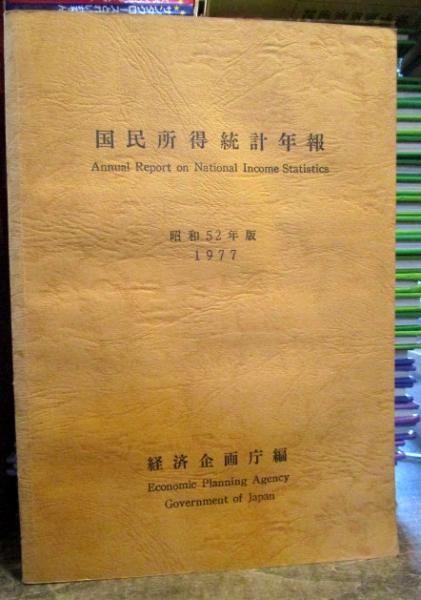 国民所得統計年報
Annual Report on National Income Statistics
昭和52年版
1977
経済企画庁編
Economic Planning Agency
Government of Japan